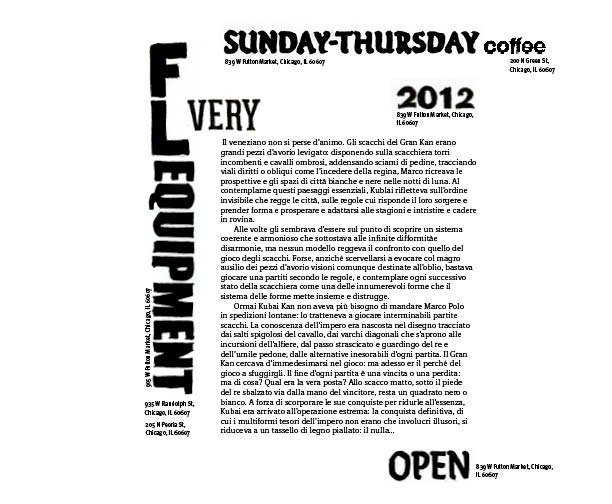 SUNDAY-THURSDAY coffee
839 W Fulton Market, Chicago, IL 60607
200 N Green St,
Chicago, IL 60607
FL EQUIPMENT
VERY
2012
839 W Fulton Market, Chicago,
IL 60607
Il veneziano non si perse d'animo. Gli scacchi del Gran Kan erano
grandi pezzi d'avorio levigato: disponendo sulla scacchiera torri
incombenti e cavalli ombrosi, addensando sciami di pedine, tracciando
viali diritti o obliqui come l'incedere della regina, Marco ricreava le
prospettive e gli spazi di città bianche e nere nelle notti di luna. Al
contemplarne questi paesaggi essenziali, Kublai rifletteva sull'ordine
invisibile che regge le città, sulle regole cui risponde il loro sorgere e
prender forma e prosperare e adattarsi alle stagioni e intristire e cadere
in rovina.
Alle volte gli sembrava d'essere sul punto di scoprire un sistema
coerente e armonioso che sottostava alle infinite difformitàe
disarmonie, ma nessun modello reggeva il confronto con quello del
gioco degli scacchi. Forse, anziché scervellarsi a evocare col magro
ausilio dei pezzi d'avorio visioni comunque destinate all'oblio, bastava
giocare una partiti secondo le regole, e contemplare ogni successivo
stato della scacchiera come una delle innumerevoli forme che il
sistema delle forme mette insieme e distrugge.
Ormai Kubai Kan non aveva più bisogno di mandare Marco Polo
in spedizioni lontane: lo tratteneva a giocare interminabili partite
scacchi. La conoscenza dell'impero era nascosta nel disegno tracciato
dai salti spigolosi del cavallo, dai varchi diagonali che s'aprono alle
incursioni dell'alfiere, dal passo strascicato e guardingo del re e
dell'umile pedone, dalle alternative inesorabili d'ogni partita. Il Gran
Kan cercava d'immedesimarsi nel gioco: ma adesso er il perché del
gioco a sfuggirgli. Il fine d'ogni partita è una vincita o una perdita:
ma di cosa? Qual era la vera posta? Allo scacco matto, sotto il piede
del re sbalzato via dalla mano del vincitore, resta un quadrato nero o
bianco. A forza di scorporare le sue conquiste per ridurle all'essenza,
Kubai era arrivato all'operazione estrema: la conquista definitiva, di
cui i multiformi tesori dell'impero non erano che involucri illusori, si
riduceva a un tassello di legno piallato: il nulla...
905 W Fulton Market, Chicago, IL 60607
935 W Randolph St,
Chicago, IL 60607
205 N Peoria St,
Chicago, IL 60607
OPEN
839 W Fulton Market, Chicago,
IL 60607